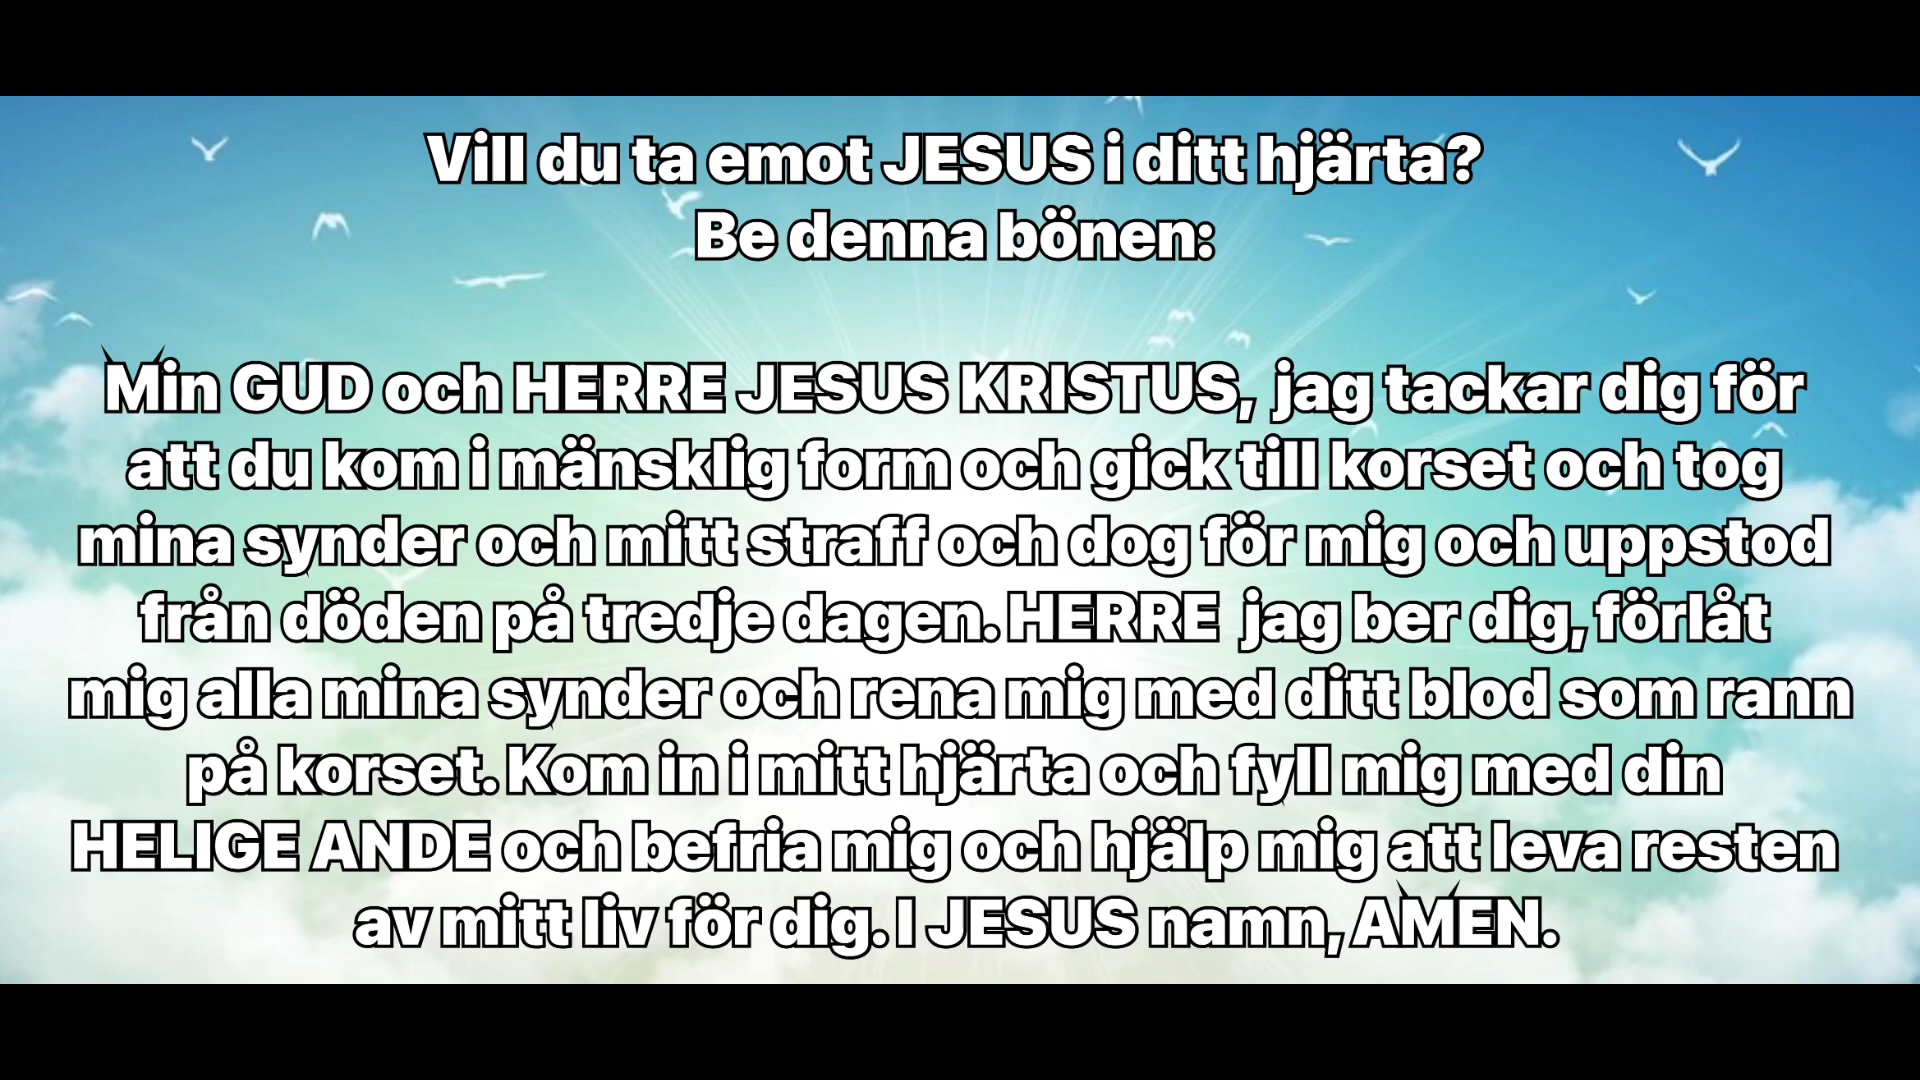 Vill du ta emot JESUS i ditt hjärta?
Be denna bönen:
Min GUD och HERRE JESUS KRISTUS, jag tackar dig för
att du kom i mänsklig form och gick till korset och tog
mina synder och mitt straff och dog för mig och uppstod
från döden på tredje dagen. HERRE jag ber dig, förlåt
mig alla mina synder och rena mig med ditt blod som rann
på korset. Kom in i mitt hjärta och fyll mig med din
HELIGE ANDE och befria mig och hjälp mig att leva resten
av mitt liv för dig. I JESUS namn, AMEN.